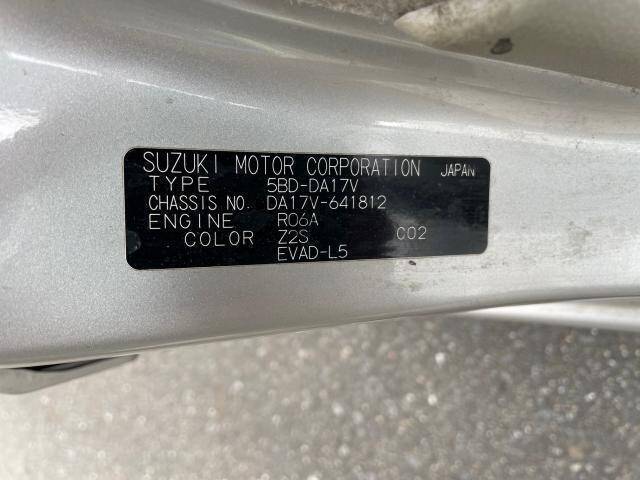 SUZUKI MOTOR CORPORATION JAPAN
TYPE 5BD-DA17V
CHASSIS NO. DA17V-641812
ENGINE R06A
COLOR Z2S C02
EVAD-L5